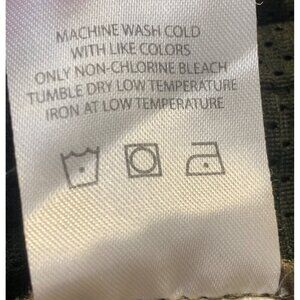 MACHINE WASH COLD
WITH LIKE COLORS
ONLY NON-CHLORINE BLEACH
TUMBLE DRY LOW TEMPERATURE
IRON AT LOW TEMPERATURE